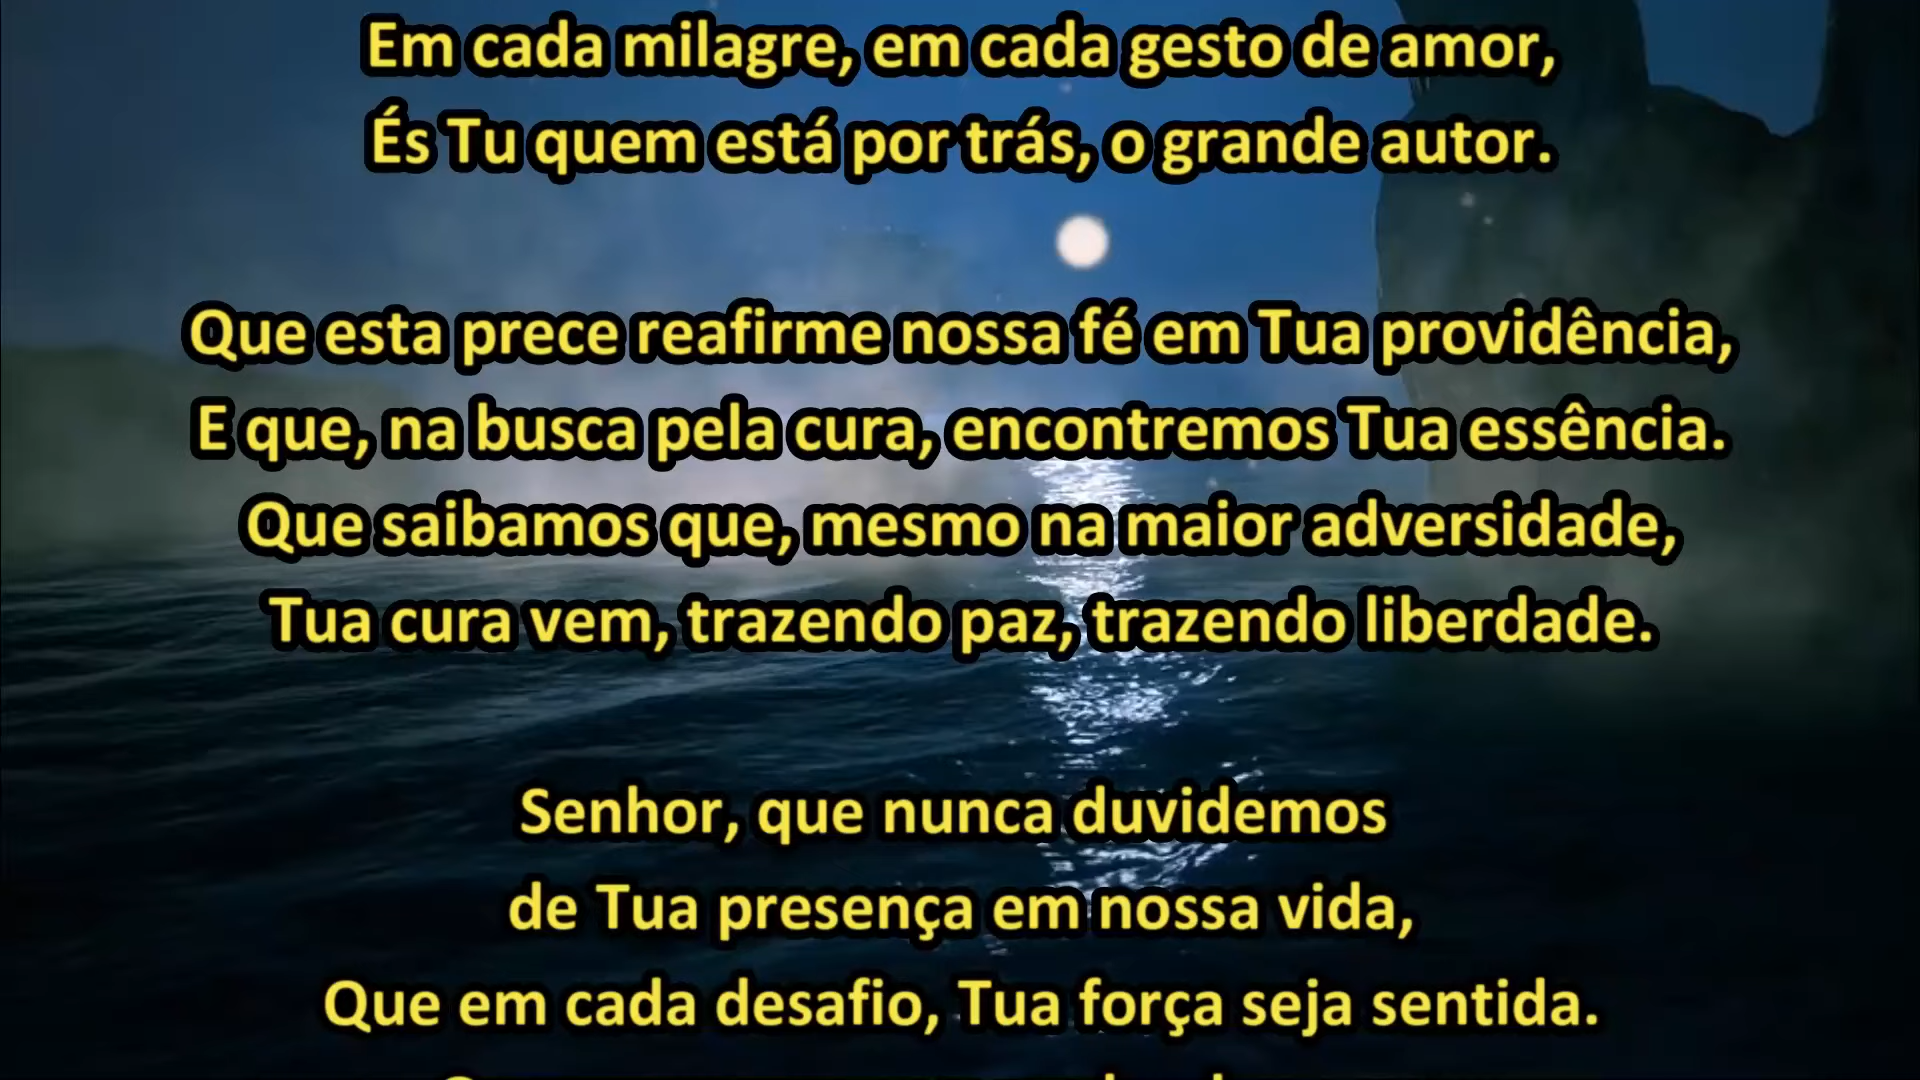 Em cada milagre, em cada gesto de amor,
És Tu quem está por trás, o grande autor.
Que esta prece reafirme nossa fé em Tua providência,
E que, na busca pela cura, encontremos Tua essência.
Que saibamos que, mesmo na maior adversidade,
Tua cura vem, trazendo paz, trazendo liberdade.
Senhor, que nunca duvidemos
de Tua presença em nossa vida,
Que em cada desafio, Tua força seja sentida.